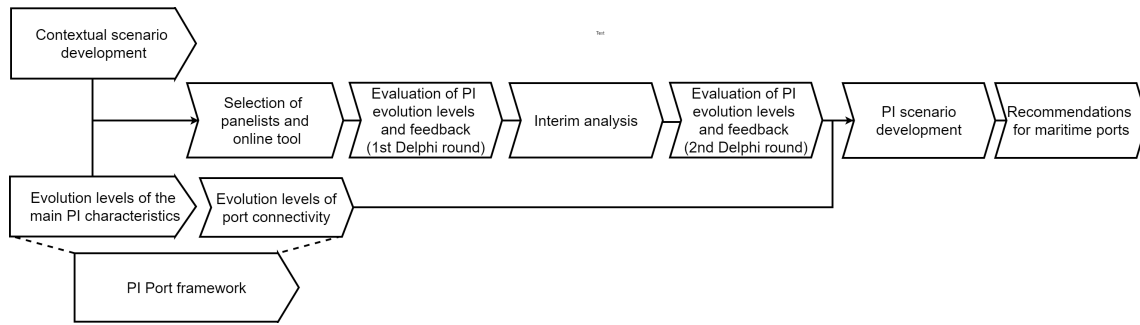 Contextual scenario
development
Text
Selection of
panelists and
online tool
Evaluation of PI
evolution levels
and feedback
(1st Delphi round)
Interim analysis
Evaluation of PI
evolution levels
and feedback
(2nd Delphi round)
PI scenario
development
Recommendations
for maritime ports
Evolution levels of the
main PI characteristics
Evolution levels of
port connectivity
PI Port framework